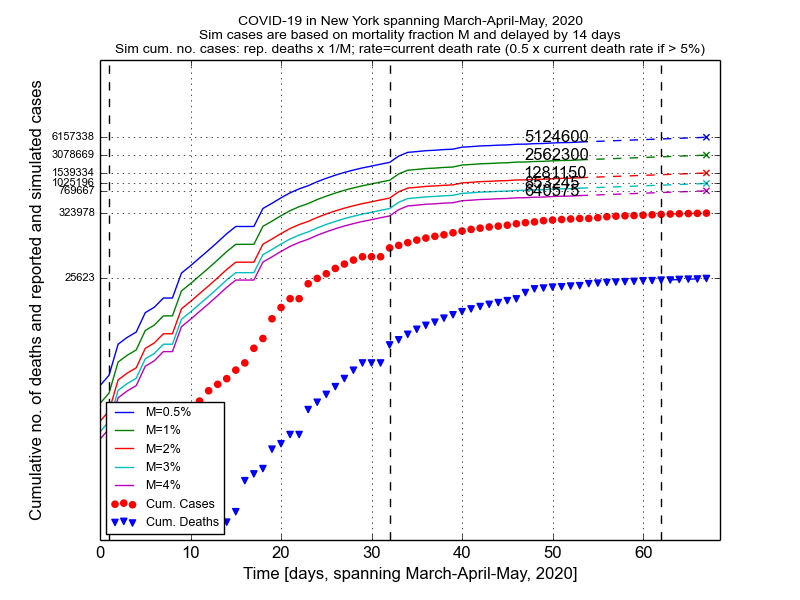 COVID-19 in New York spanning March-April-May, 2020
Sim cases are based on mortality fraction M and delayed by 14 days
Sim cum. no. cases: rep. deaths x 1/M; rate=current death rate (0.5 x current death rate if > 5%)
Cumulative no. of deaths and reported and simulated cases
6157338
3078669
1539334
1025196
769667
323978
25623
5124600
2562300
1281150
853245
640575
M=0.5%
M=1%
M=2%
M=3%
M=4%
Cum. Cases
Cum. Deaths
0 10 20 30 40 50 60
Time [days, spanning March-April-May, 2020]